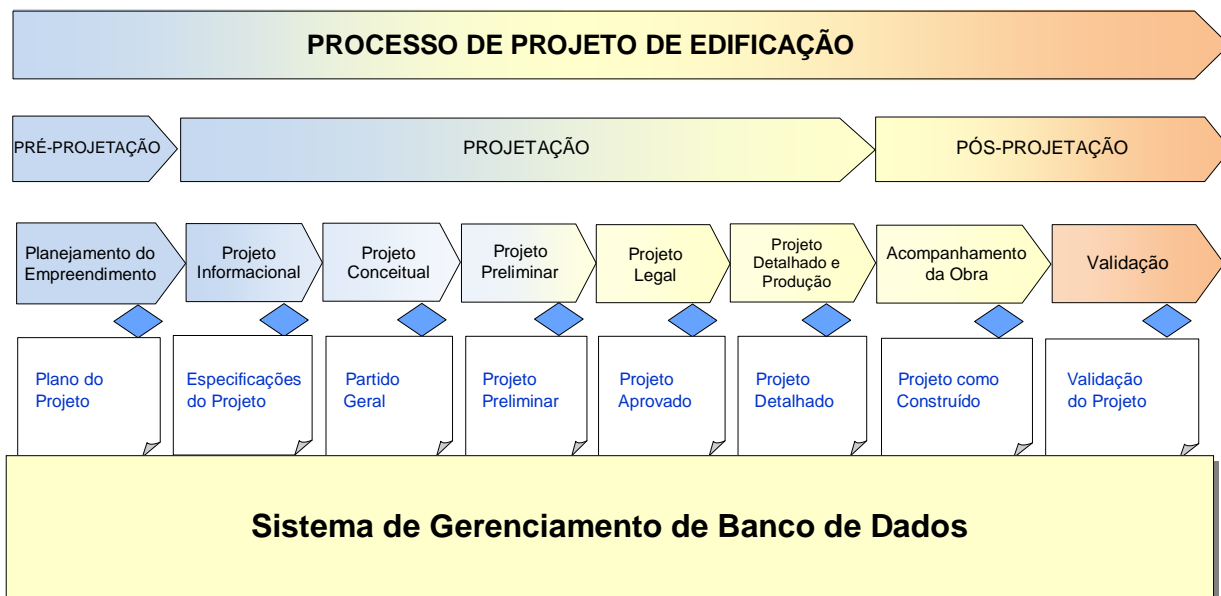 PROCESSO DE PROJETO DE EDIFICAÇÃO
PRÉ-PROJETAÇÃO
PROJETAÇÃO
PÓS-PROJETAÇÃO
Planejamento do
Empreendimento
Projeto
Informacional
Projeto
Conceitual
Projeto
Preliminar
Projeto
Legal
Projeto
Detalhado e
Produção
Acompanhamento
da Obra
Validação
Plano do
Projeto
Especificações
do Projeto
Partido
Geral
Projeto
Preliminar
Projeto
Aprovado
Projeto
Detalhado
Projeto como
Construído
Validação
do Projeto
Sistema de Gerenciamento de Banco de Dados